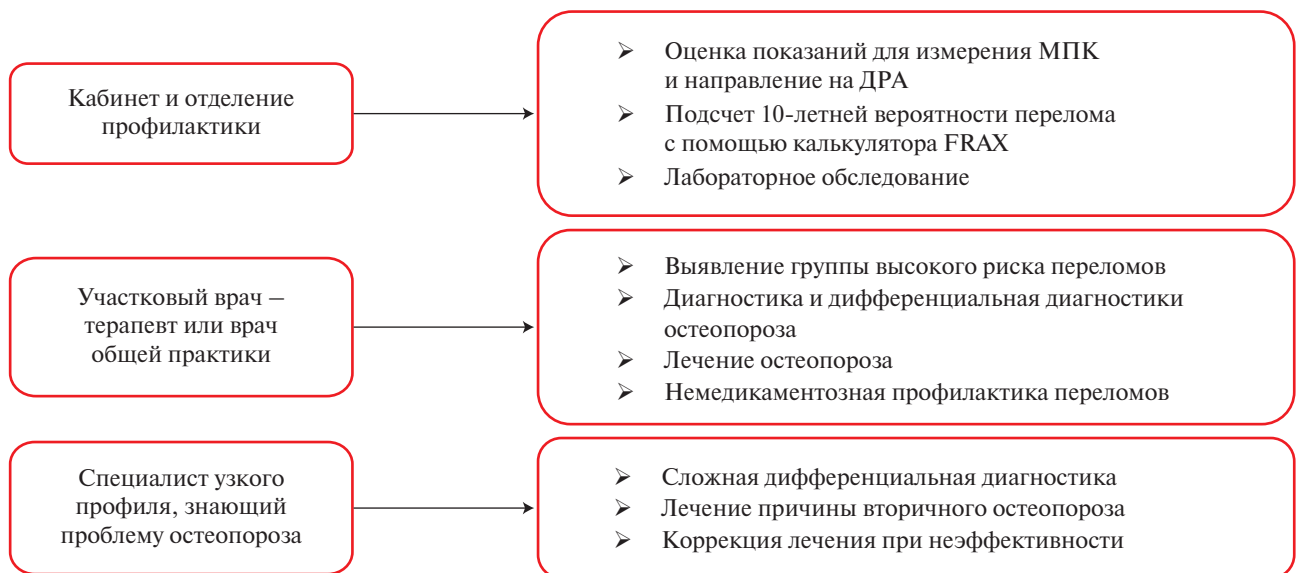 Кабинет и отделение
профилактики
➢ Оценка показаний для измерения МПК
и направление на ДРА
➢ Подсчет 10-летней вероятности перелома
с помощью калькулятора FRAX
➢ Лабораторное обследование
Участковый врач –
терапевт или врач
общей практики
➢ Выявление группы высокого риска переломов
➢ Диагностика и дифференциальная диагностики
остеопороза
➢ Лечение остеопороза
➢ Немедикаментозная профилактика переломов
Специалист узкого
профиля, знающий
проблему остеопороза
➢ Сложная дифференциальная диагностика
➢ Лечение причины вторичного остеопороза
➢ Коррекция лечения при неэффективности